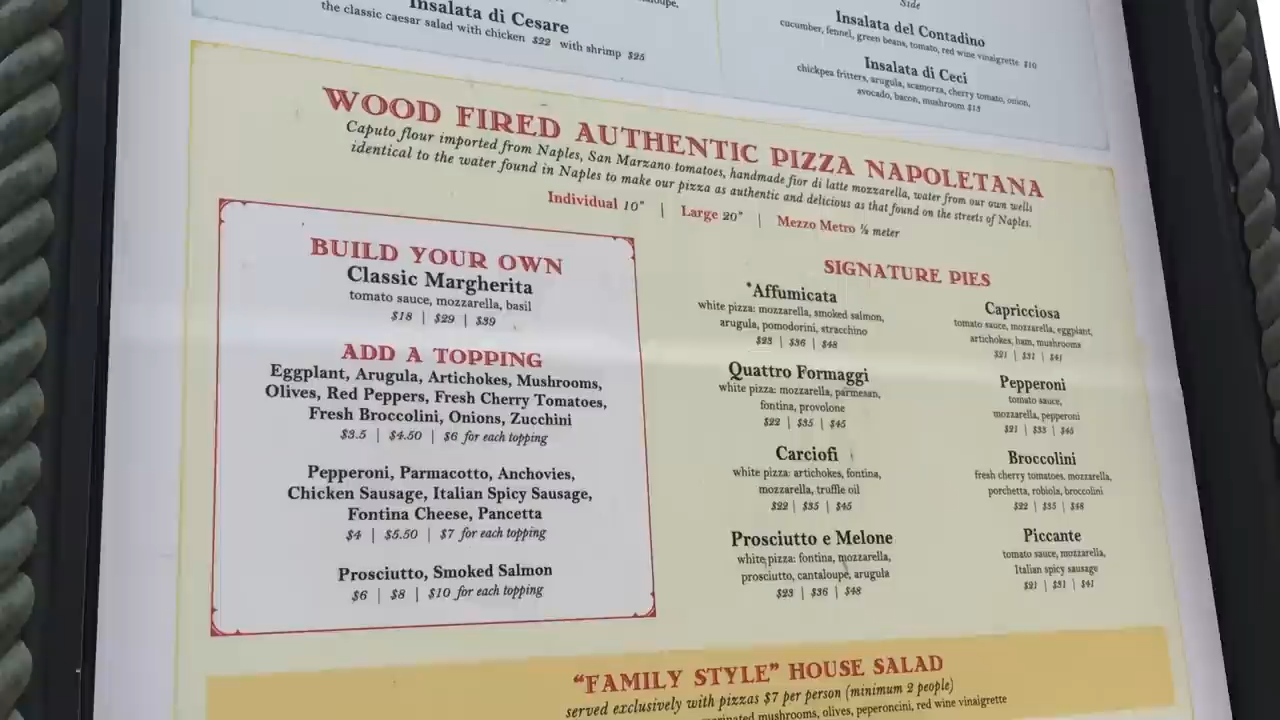 Insalata di Cesare
the classic caesar salad with chicken $22 with shrimp $25
Side
Insalata del Contadino
cucumber, fennel, green beans, tomato, red wine vinaigrette $10
Insalata di Ceci
chickpea fritters, arugula, scamorza, cherry tomato, onion,
avocado, bacon, mushroom $15
WOOD FIRED AUTHENTIC PIZZA NAPOLETANA
Caputo flour imported from Naples, San Marzano tomatoes, handmade fior di latte mozzarella, water from our own wells
identical to the water found in Naples to make our pizza as authentic and delicious as that found on the streets of Naples.
Individual 10" | Large 20" | Mezzo Metro ½ meter
BUILD YOUR OWN
Classic Margherita
tomato sauce, mozzarella, basil
$18 | $29 | $39
ADD A TOPPING
Eggplant, Arugula, Artichokes, Mushrooms,
Olives, Red Peppers, Fresh Cherry Tomatoes,
Fresh Broccolini, Onions, Zucchini
$3.5 | $4.50 | $6 for each topping
Pepperoni, Parmacotto, Anchovies,
Chicken Sausage, Italian Spicy Sausage,
Fontina Cheese, Pancetta
$4 | $5.50 | $7 for each topping
Prosciutto, Smoked Salmon
$6 | $8 | $10 for each topping
SIGNATURE PIES
*Affumicata
white pizza: mozzarella, smoked salmon,
arugula, pomodorini, stracchino
$23 | $36 | $48
Quattro Formaggi
white pizza: mozzarella, parmesan,
fontina, provolone
$22 | $35 | $45
Carciofi
white pizza: artichokes, fontina,
mozzarella, truffle oil
$22 | $35 | $45
Prosciutto e Melone
white pizza: fontina, mozzarella,
prosciutto, cantaloupe, arugula
$23 | $36 | $48
Capricciosa
tomato sauce, mozzarella, eggplant,
artichokes, ham, mushrooms
$21 | $31 | $41
Pepperoni
tomato sauce,
mozzarella, pepperoni
$21 | $33 | $45
Broccolini
fresh cherry tomatoes, mozzarella,
porchetta, robiola, broccolini
$22 | $35 | $48
Piccante
tomato sauce, mozzarella,
Italian spicy sausage
$21 | $31 | $41
"FAMILY STYLE" HOUSE SALAD
served exclusively with pizzas $7 per person (minimum 2 people)
mushrooms, olives, peperoncini, red wine vinaigrette